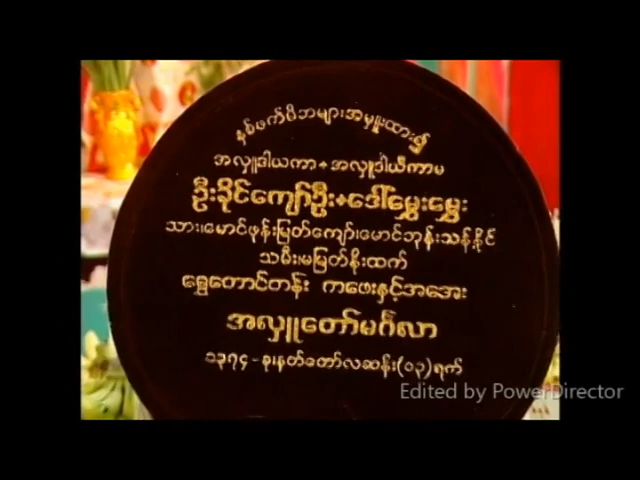 နှစ်ဖက်မိဘများအမှူးထား၍
အလှူဒါယကာ+အလှူဒါယိကာမ
ဦးခိုင်ကျော်ဦး+ဒေါ်မွှေးမွှေး
သား၊မောင်ဖုန်းမြတ်ကျော်၊မောင်ဘုန်းသန့်နိုင်
သမီး၊မမြတ်နိုးထက်
ရွှေတောင်တန်း ကဖေးနှင့်အအေး
အလှူတော်မင်္ဂလာ
၁၃၇၄-ခု၊နတ်တော်လဆန်း(၁၃)ရက်
Edited by PowerDirector